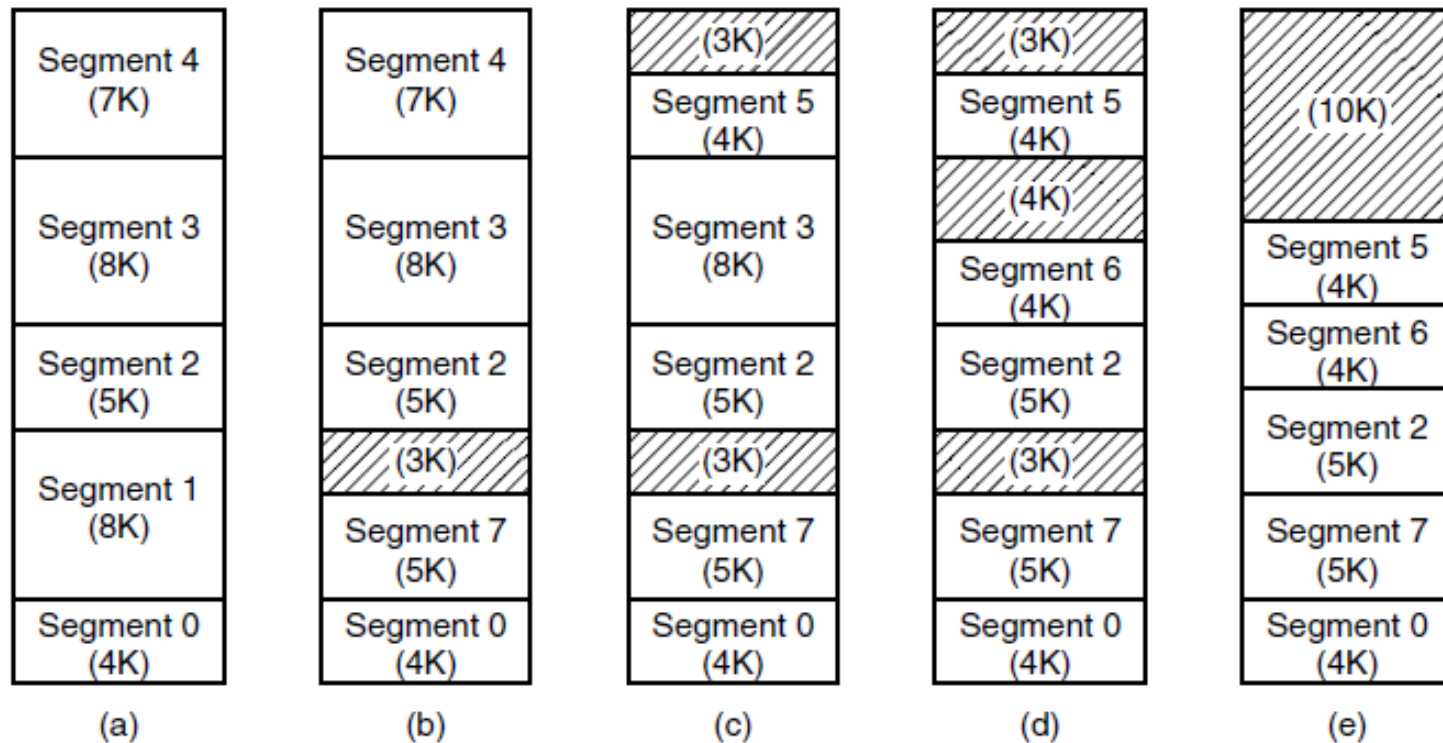 Segment 4
(7K)
Segment 3
(8K)
Segment 2
(5K)
Segment 1
(8K)
Segment 0
(4K)
(a)
Segment 4
(7K)
Segment 3
(8K)
Segment 2
(5K)
(3K)
Segment 7
(5K)
Segment 0
(4K)
(b)
(3K)
Segment 5
(4K)
Segment 3
(8K)
Segment 2
(5K)
(3K)
Segment 7
(5K)
Segment 0
(4K)
(c)
(3K)
Segment 5
(4K)
(4K)
Segment 6
(4K)
Segment 2
(5K)
(3K)
Segment 7
(5K)
Segment 0
(4K)
(d)
(10K)
Segment 5
(4K)
Segment 6
(4K)
Segment 2
(5K)
Segment 7
(5K)
Segment 0
(4K)
(e)